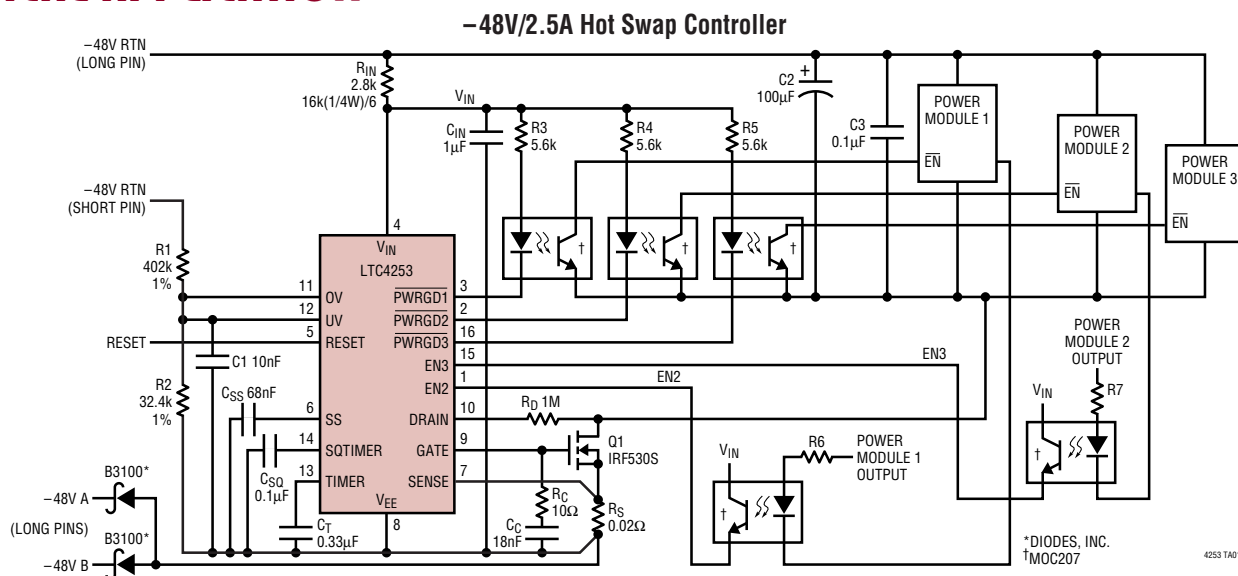 −48V/2.5A Hot Swap Controller
−48V RTN
(LONG PIN)
RIN
2.8k
16k(1/4W)/6
VIN
CIN
1µF
R3
5.6k
R4
5.6k
R5
5.6k
+
C2
100µF
C3
0.1µF
POWER
MODULE 1
EN
POWER
MODULE 2
EN
POWER
MODULE 3
EN
−48V RTN
(SHORT PIN)
R1
402k
1%
4
VIN
LTC4253
†
†
†
11
OV
12
UV
5
RESET
RESET
PWRGD1
3
PWRGD2
2
PWRGD3
16
EN3
15
EN3
EN2
1
EN2
C1 10nF
R2
32.4k
1%
CSS 68nF
6
SS
14
SQTIMER
13
TIMER
CSQ
0.1µF
CT
0.33µF
VEE
8
DRAIN
10
RD 1M
GATE
9
SENSE
7
Q1
IRF530S
RC
10Ω
CC
18nF
RS
0.02Ω
VIN
†
R6
POWER
MODULE 1
OUTPUT
POWER
MODULE 2
OUTPUT
R7
VIN
†
B3100*
−48V A
(LONG PINS)
B3100*
−48V B
*DIODES, INC.
†MOC207